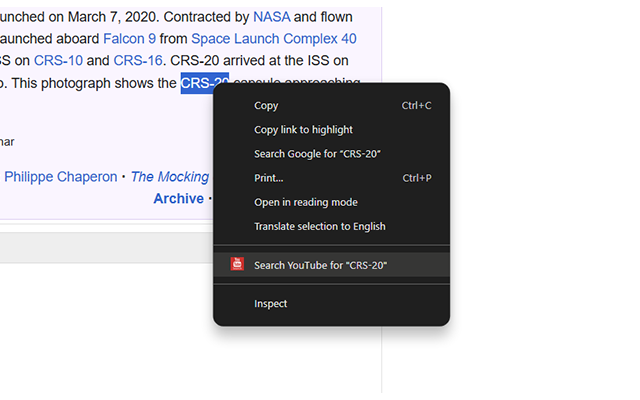 unched on March 7, 2020. Contracted by NASA and flown
aunched aboard Falcon 9 from Space Launch Complex 40
SS on CRS-10 and CRS-16. CRS-20 arrived at the ISS on
o. This photograph shows the CRS-20 capsule approaching
Copy Ctrl+C
Copy link to highlight
nar
Search Google for “CRS-20”
Philippe Chaperon • The Mocking
Print... Ctrl+P
Archive •
Open in reading mode
Translate selection to English
Search YouTube for "CRS-20"
Inspect